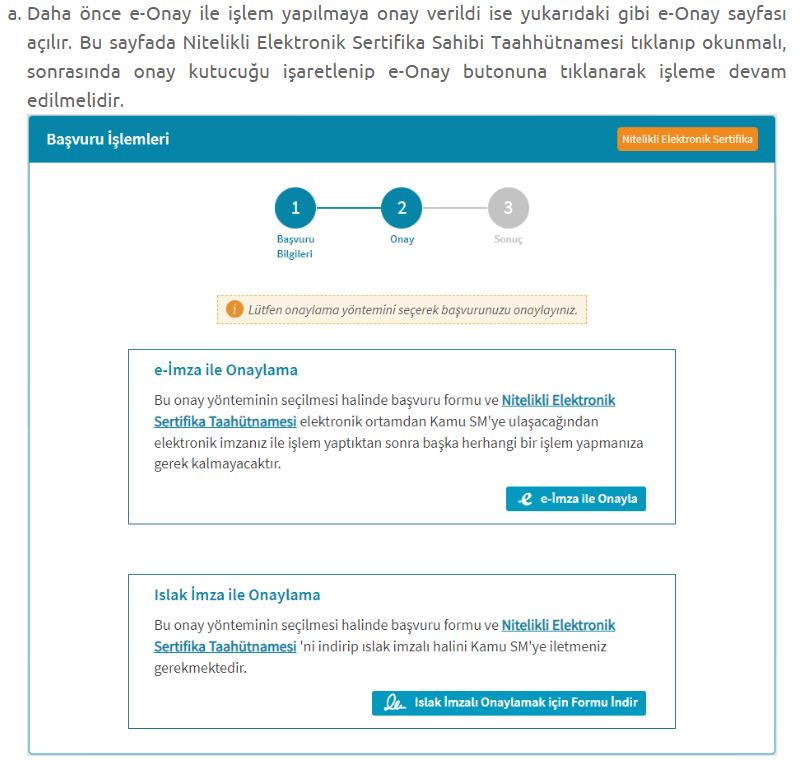 a. Daha önce e-Onay ile işlem yapılmaya onay verildi ise yukarıdaki gibi e-Onay sayfası
açılır. Bu sayfada Nitelikli Elektronik Sertifika Sahibi Taahhütnamesi tıklanıp okunmalı,
sonrasında onay kutucuğu işaretlenip e-Onay butonuna tıklanarak işleme devam
edilmelidir.
Başvuru İşlemleri
Nitelikli Elektronik Sertifika
1
2
3
Başvuru
Bilgileri
Onay
Sonuç
i Lütfen onaylama yöntemini seçerek başvurunuzu onaylayınız.
e-İmza ile Onaylama
Bu onay yönteminin seçilmesi halinde başvuru formu ve Nitelikli Elektronik
Sertifika Taahütnamesi elektronik ortamdan Kamu SM'ye ulaşacağından
elektronik imzanız ile işlem yaptıktan sonra başka herhangi bir işlem yapmanıza
gerek kalmayacaktır.
e e-İmza ile Onayla
Islak İmza ile Onaylama
Bu onay yönteminin seçilmesi halinde başvuru formu ve Nitelikli Elektronik
Sertifika Taahütnamesi 'ni indirip ıslak imzalı halini Kamu SM'ye iletmeniz
gerekmektedir.
Islak İmzalı Onaylamak için Formu İndir